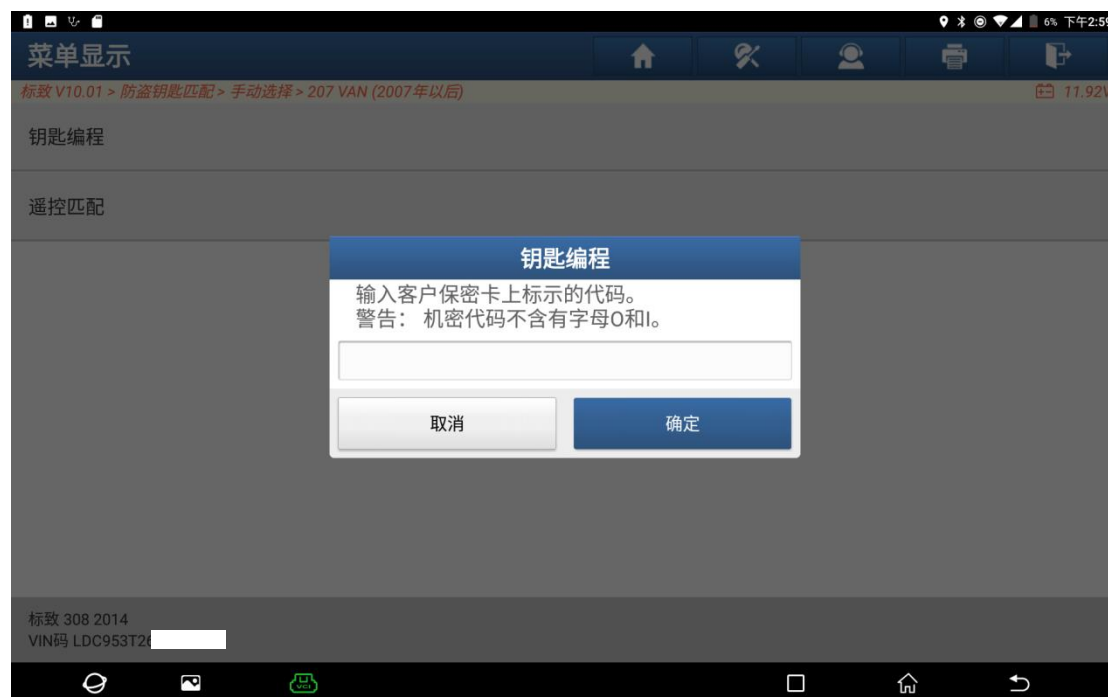 6% 下午2:59
菜单显示
标致 V10.01 > 防盗钥匙匹配 > 手动选择 > 207 VAN (2007年以后)
11.92V
钥匙编程
遥控匹配
钥匙编程
输入客户保密卡上标示的代码。
警告： 机密代码不含有字母O和I。
取消
确定
标致 308 2014
VIN码 LDC953T2
VCI